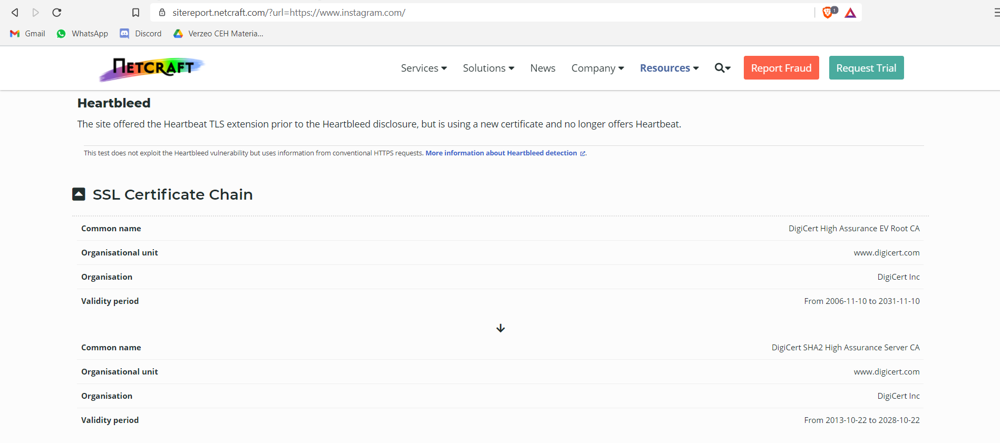 sitereport.netcraft.com/?url=https://www.instagram.com/
1
Gmail WhatsApp Discord Verzeo CEH Materia...
NETCRAFT Services Solutions News Company Resources Report Fraud Request Trial
Heartbleed
The site offered the Heartbeat TLS extension prior to the Heartbleed disclosure, but is using a new certificate and no longer offers Heartbeat.
This test does not exploit the Heartbleed vulnerability but uses information from conventional HTTPS requests. More information about Heartbleed detection .
SSL Certificate Chain
Common name DigiCert High Assurance EV Root CA
Organisational unit www.digicert.com
Organisation DigiCert Inc
Validity period From 2006-11-10 to 2031-11-10
Common name DigiCert SHA2 High Assurance Server CA
Organisational unit www.digicert.com
Organisation DigiCert Inc
Validity period From 2013-10-22 to 2028-10-22